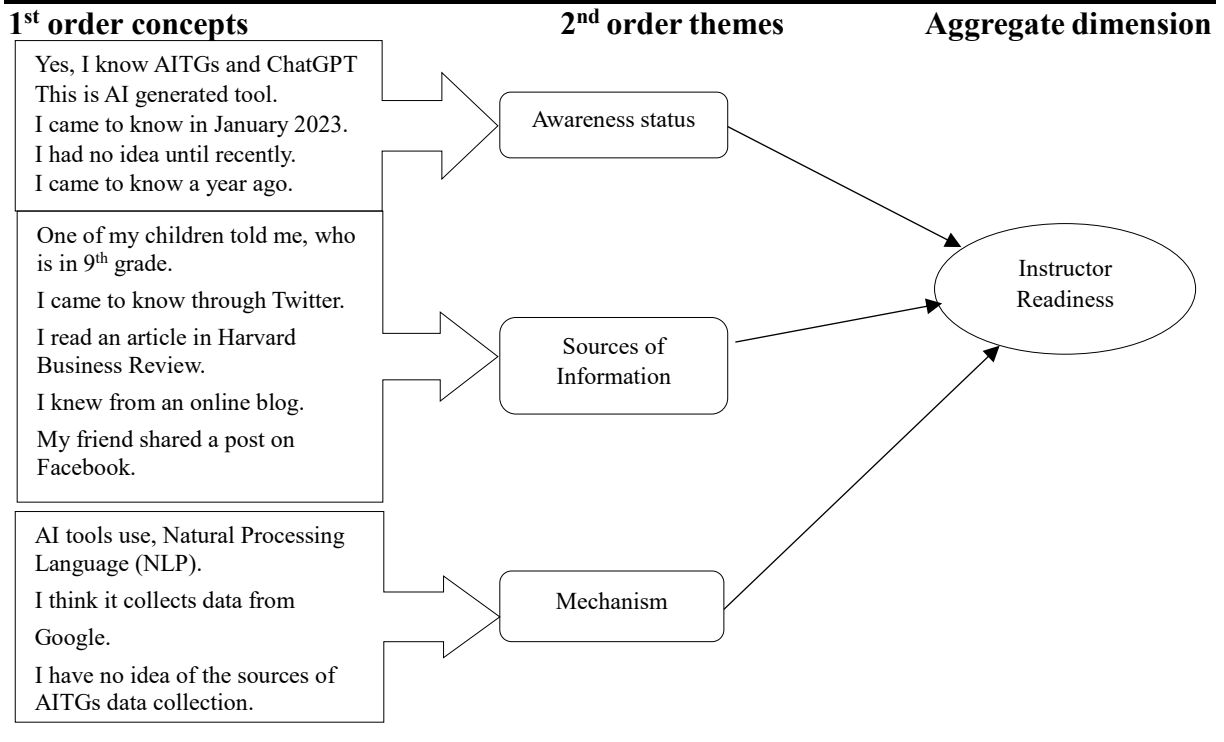 1st order concepts
2nd order themes
Aggregate dimension
Yes, I know AITGs and ChatGPT
This is AI generated tool.
I came to know in January 2023.
I had no idea until recently.
I came to know a year ago.
Awareness status
One of my children told me, who
is in 9th grade.
I came to know through Twitter.
I read an article in Harvard
Business Review.
I knew from an online blog.
My friend shared a post on
Facebook.
Sources of
Information
Instructor
Readiness
AI tools use, Natural Processing
Language (NLP).
I think it collects data from
Google.
I have no idea of the sources of
AITGs data collection.
Mechanism